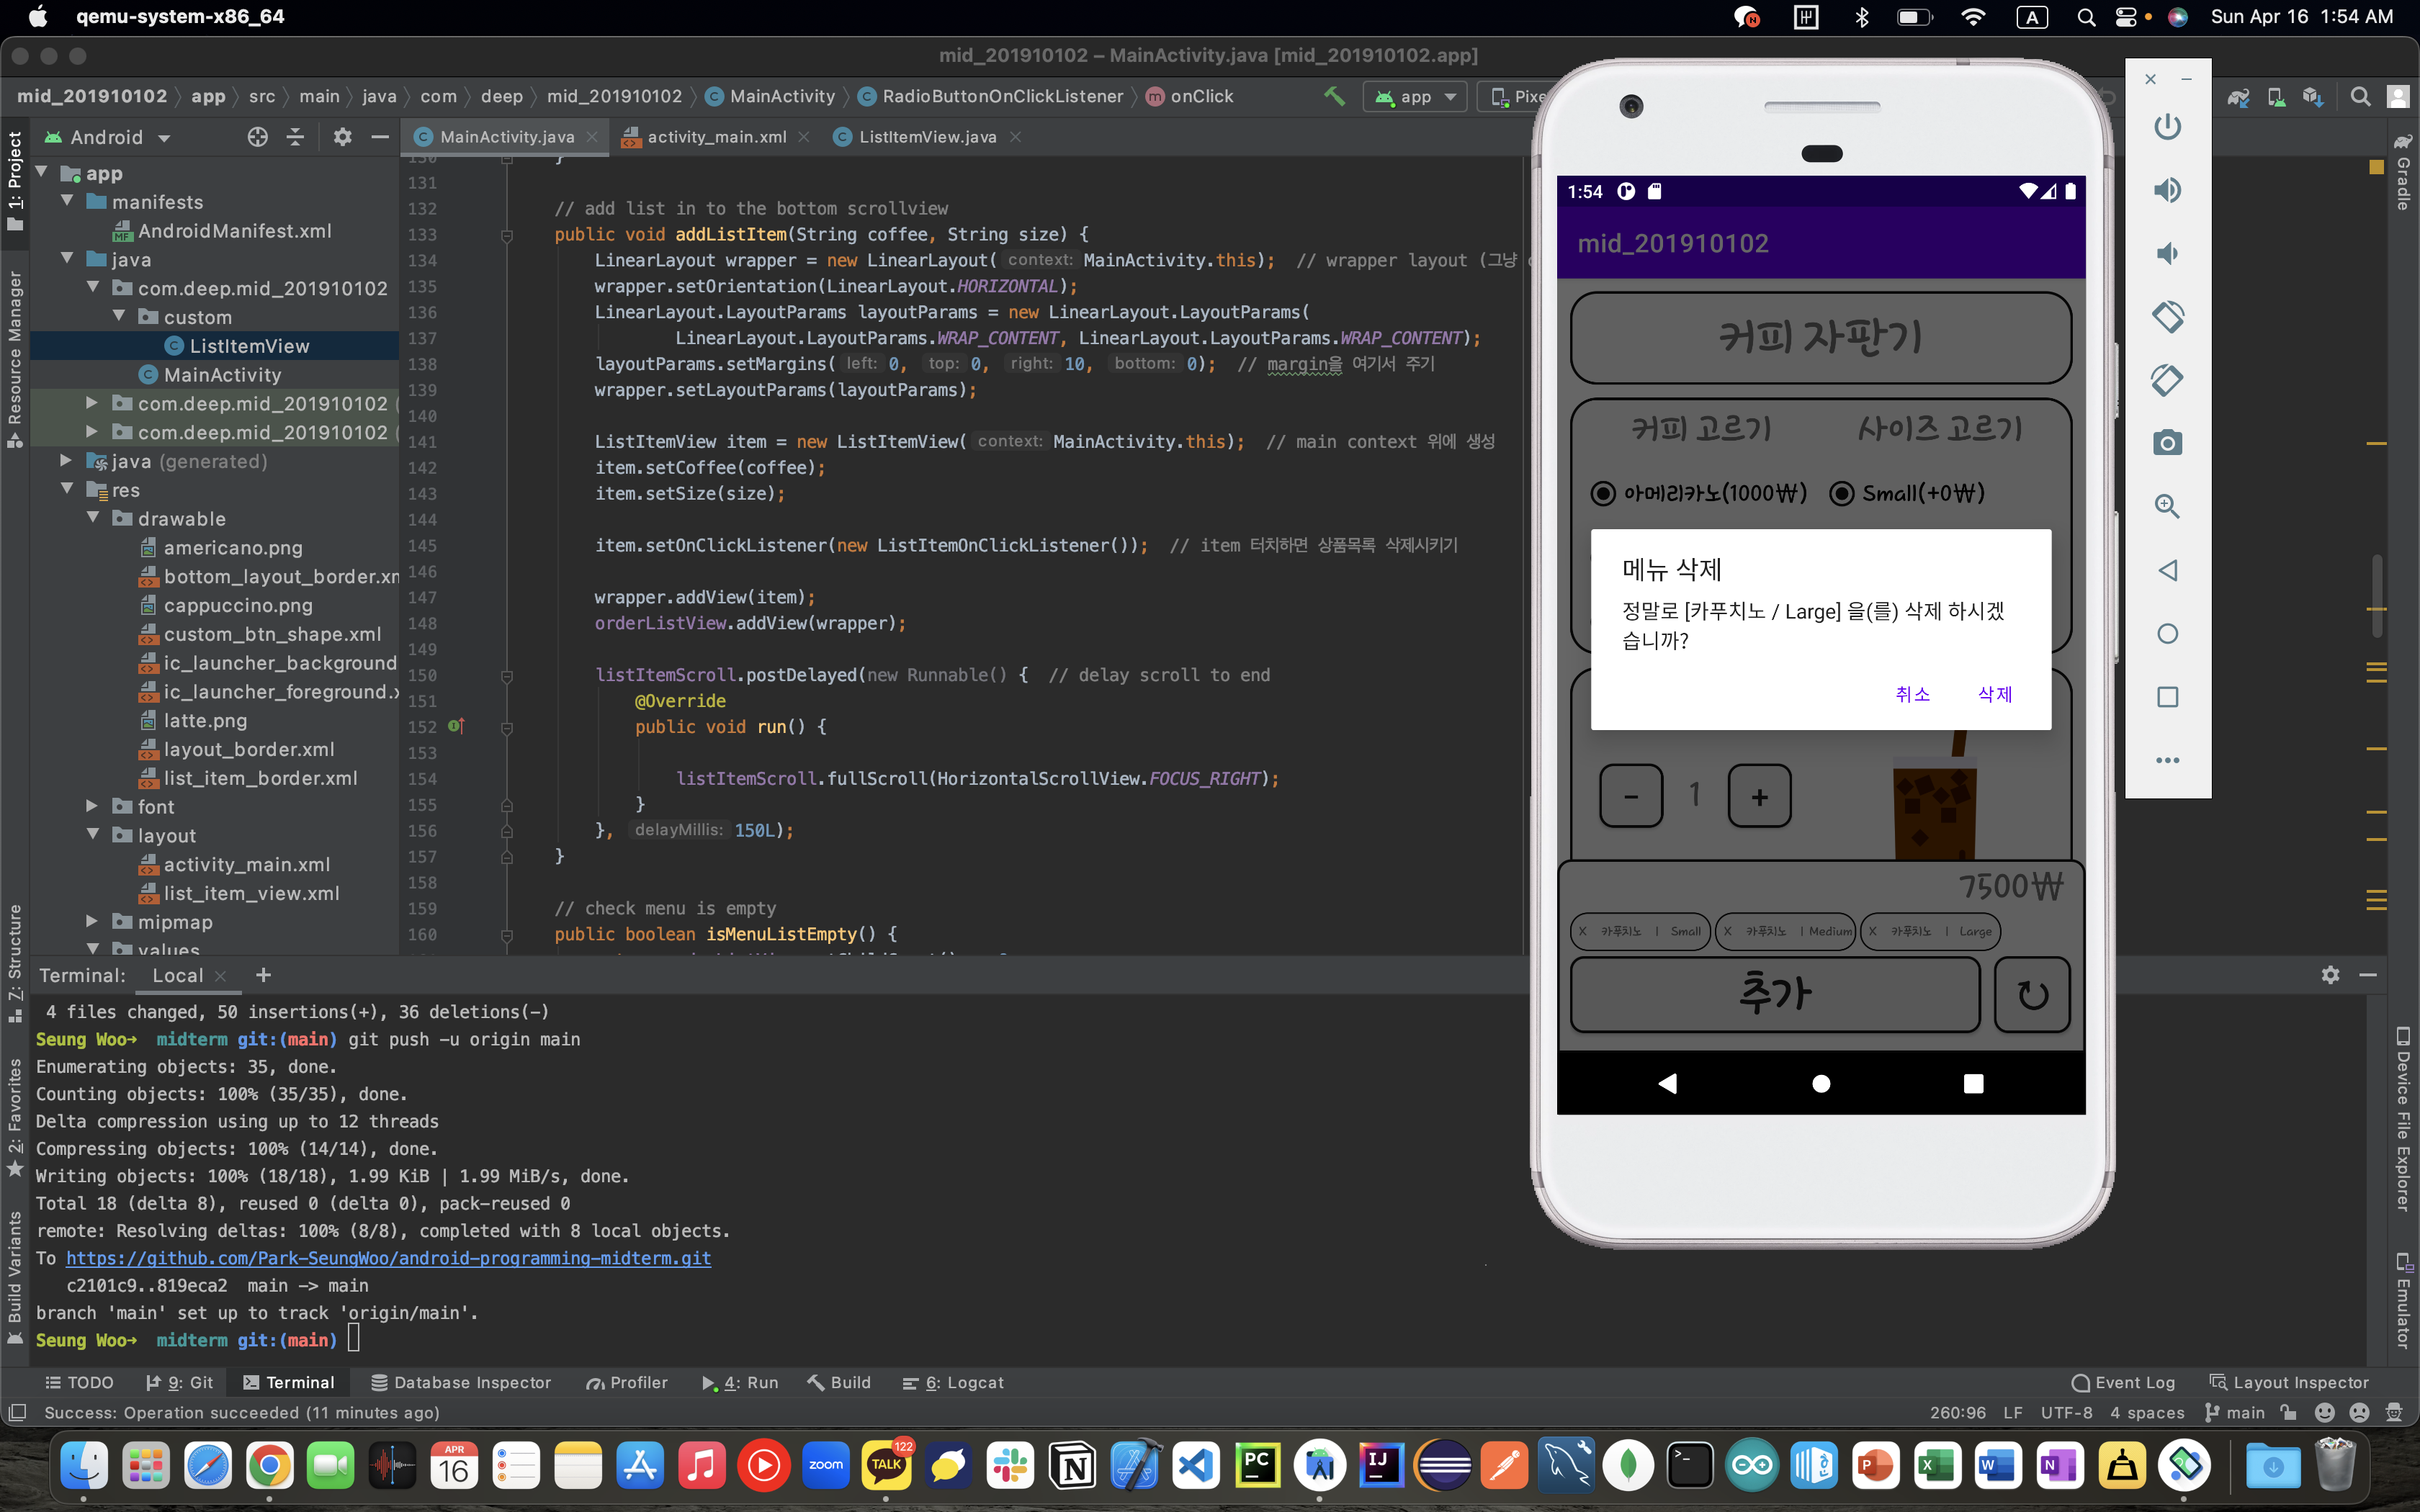 qemu-system-x86_64
A
Sun Apr 16 1:54 AM
mid_201910102 – MainActivity.java [mid_201910102.app]
mid_201910102 app src main java com deep mid_201910102 MainActivity RadioButtonOnClickListener onClick
app
Android
MainActivity.java
activity_main.xml
ListItemView.java
1: Project
Resource Manager
Z: Structure
2: Favorites
Build Variants
app
manifests
AndroidManifest.xml
java
com.deep.mid_201910102
custom
ListItemView
MainActivity
com.deep.mid_201910102 (
com.deep.mid_201910102 (
java (generated)
res
drawable
americano.png
bottom_layout_border.xm
cappuccino.png
custom_btn_shape.xml
ic_launcher_background
ic_launcher_foreground.x
latte.png
layout_border.xml
list_item_border.xml
font
layout
activity_main.xml
list_item_view.xml
mipmap
values
130 }
131
132 // add list in to the bottom scrollview
133 public void addListItem(String coffee, String size) {
134 LinearLayout wrapper = new LinearLayout( context: MainActivity.this); // wrapper layout (그냥
135 wrapper.setOrientation(LinearLayout.HORIZONTAL);
136 LinearLayout.LayoutParams layoutParams = new LinearLayout.LayoutParams(
137 LinearLayout.LayoutParams.WRAP_CONTENT, LinearLayout.LayoutParams.WRAP_CONTENT);
138 layoutParams.setMargins( left: 0, top: 0, right: 10, bottom: 0); // margin을 여기서 주기
139 wrapper.setLayoutParams(layoutParams);
140
141 ListItemView item = new ListItemView( context: MainActivity.this); // main context 위에 생성
142 item.setCoffee(coffee);
143 item.setSize(size);
144
145 item.setOnClickListener(new ListItemOnClickListener()); // item 터치하면 상품목록 삭제시키기
146
147 wrapper.addView(item);
148 orderListView.addView(wrapper);
149
150 listItemScroll.postDelayed(new Runnable() { // delay scroll to end
151 @Override
152 public void run() {
153
154 listItemScroll.fullScroll(HorizontalScrollView.FOCUS_RIGHT);
155 }
156 }, delayMillis: 150L);
157 }
158
159 // check menu is empty
160 public boolean isMenuListEmpty() {
Terminal: Local +
4 files changed, 50 insertions(+), 36 deletions(-)
Seung Woo→ midterm git:(main) git push -u origin main
Enumerating objects: 35, done.
Counting objects: 100% (35/35), done.
Delta compression using up to 12 threads
Compressing objects: 100% (14/14), done.
Writing objects: 100% (18/18), 1.99 KiB | 1.99 MiB/s, done.
Total 18 (delta 8), reused 0 (delta 0), pack-reused 0
remote: Resolving deltas: 100% (8/8), completed with 8 local objects.
To https://github.com/Park-SeungWoo/android-programming-midterm.git
c2101c9..819eca2 main -> main
branch 'main' set up to track 'origin/main'.
Seung Woo→ midterm git:(main)
1:54
mid_201910102
커피 자판기
커피 고르기 사이즈 고르기
아메리카노(1000₩) Small(+0₩)
메뉴 삭제
정말로 [카푸치노 / Large] 을(를) 삭제 하시겠
습니까?
취소 삭제
- 1 +
7500₩
X 카푸치노 | Small
X 카푸치노 | Medium
X 카푸치노 | Large
추가
Gradle
Device File Explorer
Emulator
TODO 9: Git Terminal Database Inspector Profiler 4: Run Build 6: Logcat Event Log Layout Inspector
Success: Operation succeeded (11 minutes ago)
260:96 LF UTF-8 4 spaces main
APR
16
zoom
TALK
122
PC
IJ
P
X
W
N